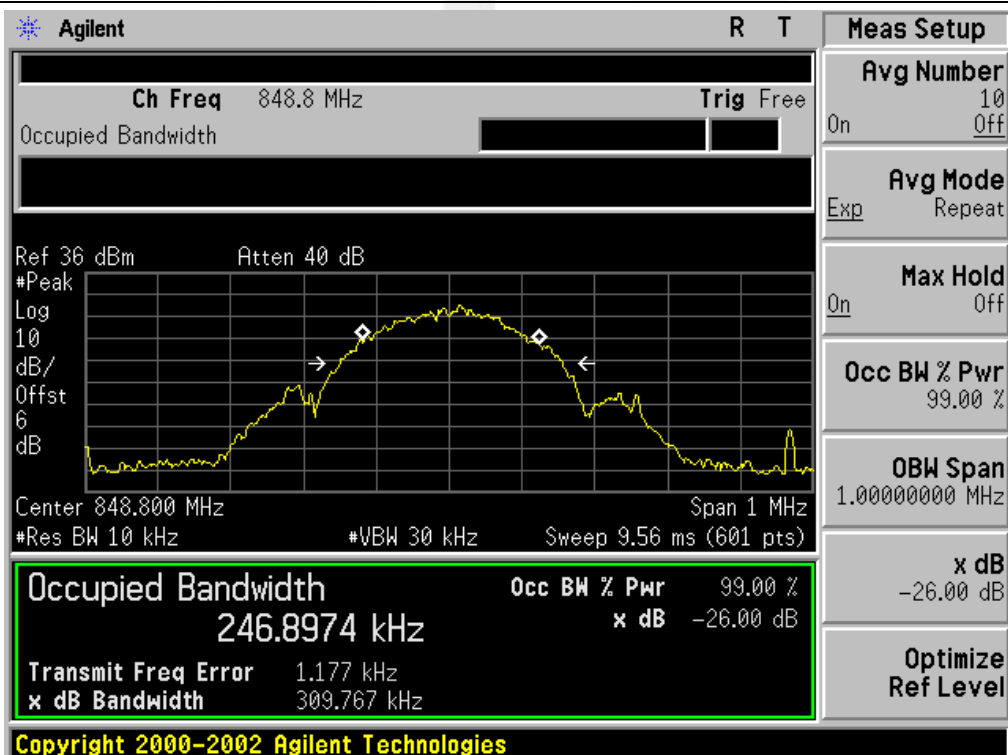 Agilent R T
Ch Freq 848.8 MHz Trig Free
Occupied Bandwidth
Ref 36 dBm Atten 40 dB
#Peak
Log
10
dB/
Offst
6
dB
Center 848.800 MHz Span 1 MHz
#Res BW 10 kHz #VBW 30 kHz Sweep 9.56 ms (601 pts)
Occupied Bandwidth Occ BW % Pwr 99.00 %
246.8974 kHz x dB -26.00 dB
Transmit Freq Error 1.177 kHz
x dB Bandwidth 309.767 kHz
Copyright 2000-2002 Agilent Technologies
Meas Setup
Avg Number
10
On Off
Avg Mode
Exp Repeat
Max Hold
On Off
Occ BW % Pwr
99.00 %
OBW Span
1.00000000 MHz
x dB
-26.00 dB
Optimize
Ref Level